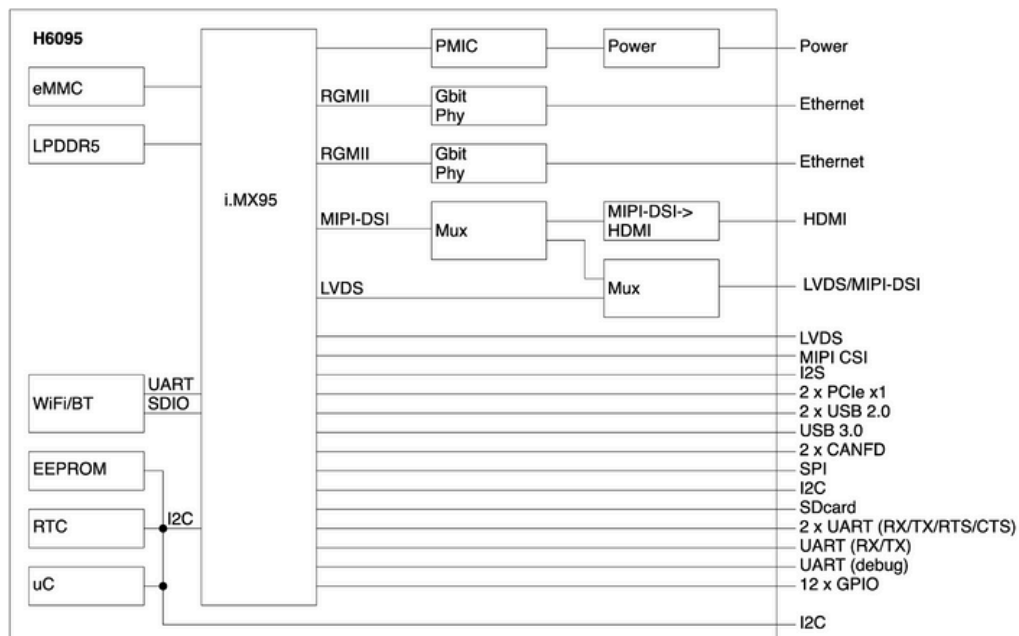 H6095
eMMC
LPDDR5
i.MX95
WiFi/BT
UART
SDIO
EEPROM
RTC
I2C
uC
PMIC
Power
Power
RGMII
Gbit
Phy
Ethernet
RGMII
Gbit
Phy
Ethernet
MIPI-DSI
Mux
MIPI-DSI->
HDMI
HDMI
LVDS
Mux
LVDS/MIPI-DSI
LVDS
MIPI CSI
I2S
2 x PCIe x1
2 x USB 2.0
USB 3.0
2 x CANFD
SPI
I2C
SDcard
2 x UART (RX/TX/RTS/CTS)
UART (RX/TX)
UART (debug)
12 x GPIO
I2C